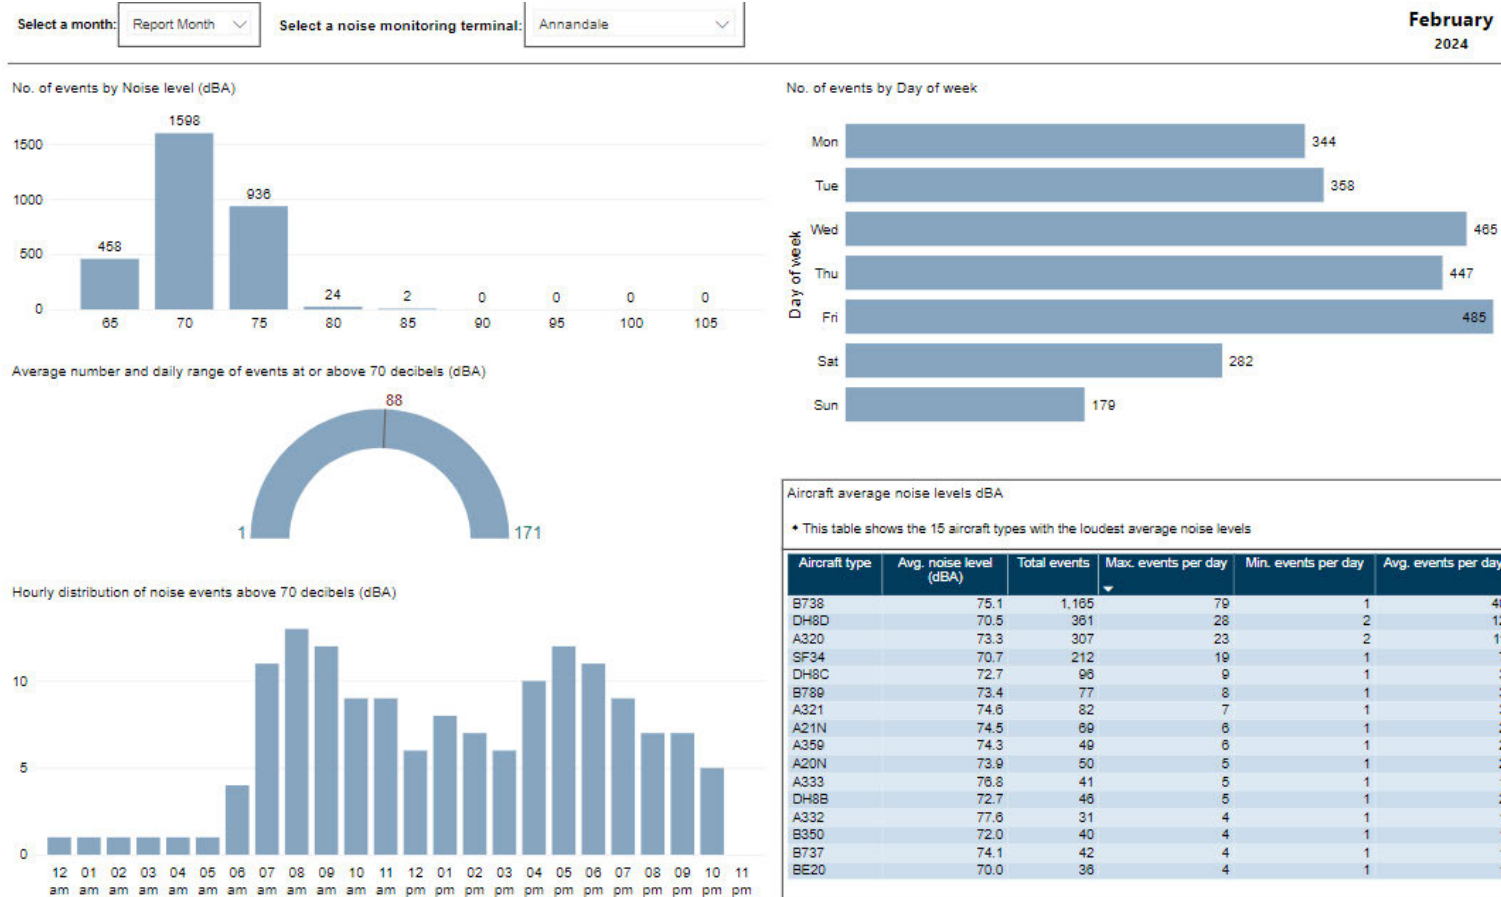 Select a month: Report Month Select a noise monitoring terminal: Annandale
February
2024
No. of events by Noise level (dBA)
1598
1500
1000
936
500
458
24 2 0 0 0 0
0
65 70 75 80 85 90 95 100 105
No. of events by Day of week
Day of week
Mon 344
Tue 358
Wed 465
Thu 447
Fri 485
Sat 282
Sun 179
Average number and daily range of events at or above 70 decibels (dBA)
88
1 171
Hourly distribution of noise events above 70 decibels (dBA)
10
5
0
12 01 02 03 04 05 06 07 08 09 10 11 12 01 02 03 04 05 06 07 08 09 10 11
am am am am am am am am am am am am pm pm pm pm pm pm pm pm pm pm pm pm
Aircraft average noise levels dBA
* This table shows the 15 aircraft types with the loudest average noise levels
Aircraft type Avg. noise level (dBA) Total events Max. events per day Min. events per day Avg. events per day
B738 75.1 1,165 79 1
DH8D 70.5 361 28 2
A320 73.3 307 23 2
SF34 70.7 212 19 1
DH8C 72.7 96 9 1
B789 73.4 77 8 1
A321 74.6 82 7 1
A21N 74.5 69 6 1
A359 74.3 49 6 1
A20N 73.9 50 5 1
A333 76.8 41 5 1
DH8B 72.7 46 5 1
A332 77.6 31 4 1
B350 72.0 40 4 1
B737 74.1 42 4 1
BE20 70.0 36 4 1